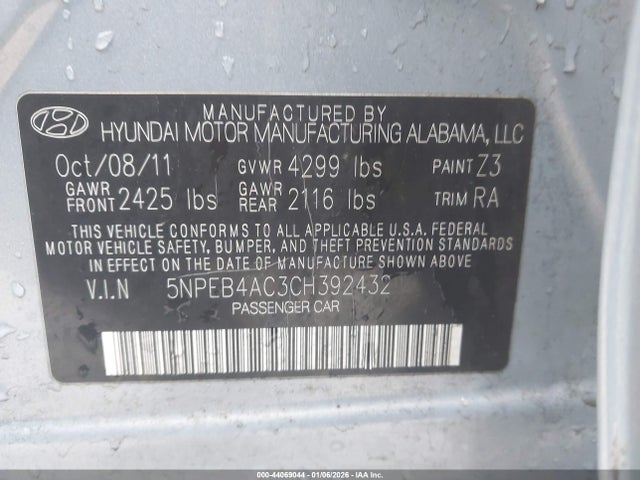 MANUFACTURED BY
HYUNDAI MOTOR MANUFACTURING ALABAMA, LLC
Oct/08/11 GVWR 4299 lbs PAINT Z3
GAWR FRONT 2425 lbs GAWR REAR 2116 lbs TRIM RA
THIS VEHICLE CONFORMS TO ALL APPLICABLE U.S.A. FEDERAL
MOTOR VEHICLE SAFETY, BUMPER, AND THEFT PREVENTION STANDARDS
IN EFFECT ON THE DATE OF MANUFACTURE SHOWN ABOVE.
V.I.N 5NPEB4AC3CH392432
PASSENGER CAR
000-44069044 - 01/06/2026 - IAA Inc.